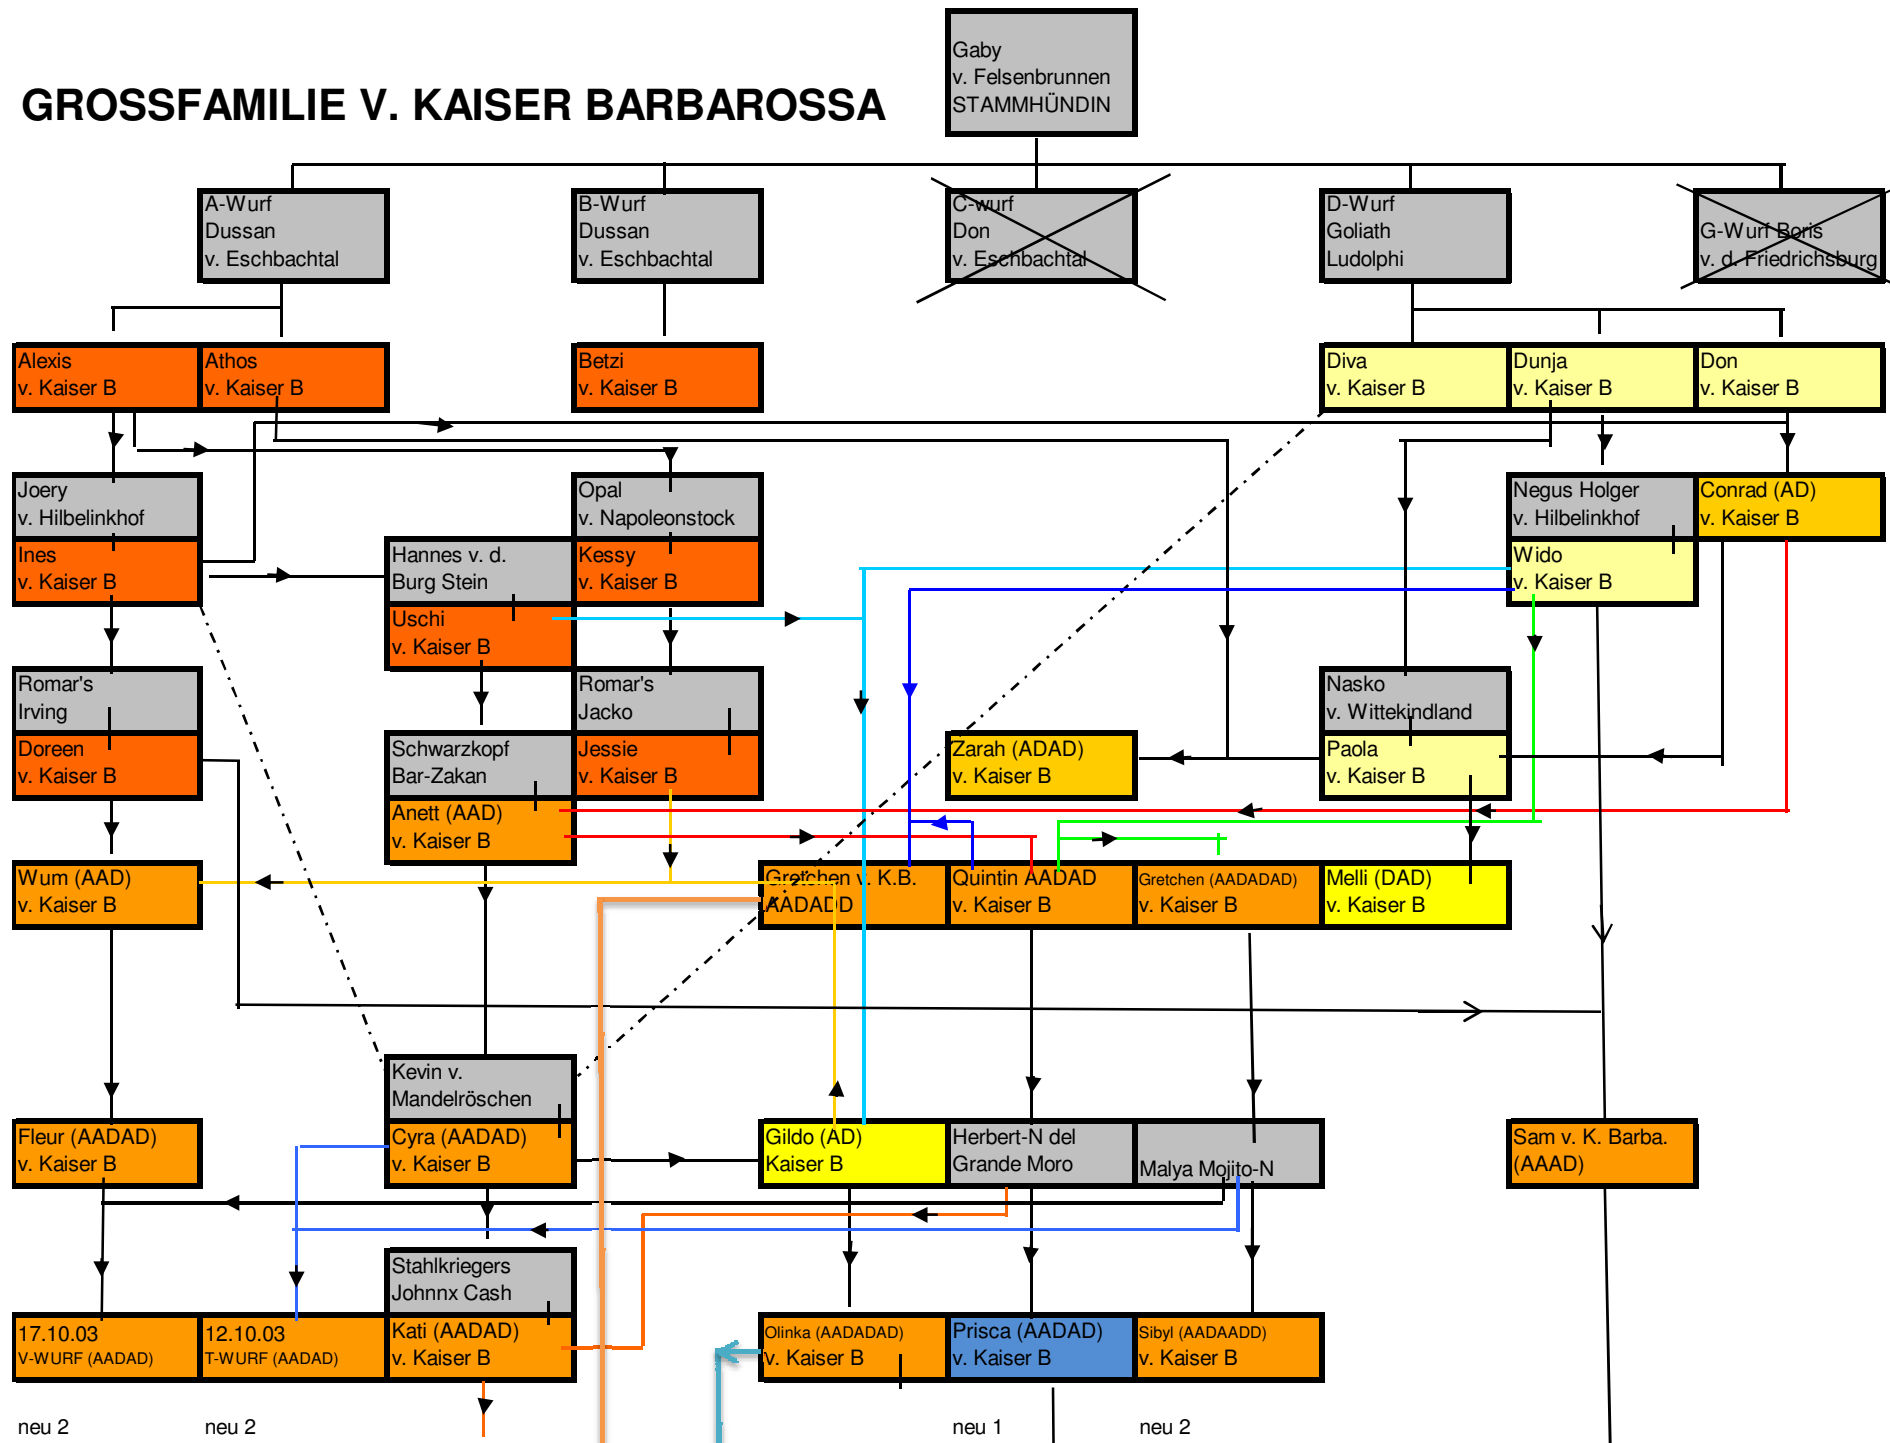 Gaby
v. Felsenbrunnen
STAMMHÜNDIN
GROSSFAMILIE V. KAISER BARBAROSSA
A-Wurf
Dussan
v. Eschbachtal
B-Wurf
Dussan
v. Eschbachtal
C-wurf
Don
v. Eschbachtal
D-Wurf
Goliath
Ludolphi
G-Wurf Boris
v. d. Friedrichsburg
Alexis
v. Kaiser B
Athos
v. Kaiser B
Betzi
v. Kaiser B
Diva
v. Kaiser B
Dunja
v. Kaiser B
Don
v. Kaiser B
Joery
v. Hilbelinkhof
Opal
v. Napoleonstock
Negus Holger
v. Hilbelinkhof
Conrad (AD)
v. Kaiser B
Ines
v. Kaiser B
Hannes v. d.
Burg Stein
Kessy
v. Kaiser B
Wido
v. Kaiser B
Uschi
v. Kaiser B
Romar's
Irving
Romar's
Jacko
Nasko
v. Wittekindland
Doreen
v. Kaiser B
Schwarzkopf
Bar-Zakan
Jessie
v. Kaiser B
Zarah (ADAD)
v. Kaiser B
Paola
v. Kaiser B
Anett (AAD)
v. Kaiser B
Wum (AAD)
v. Kaiser B
Gretchen v. K.B.
AADADD
Quintin AADAD
v. Kaiser B
Gretchen (AADADAD)
v. Kaiser B
Melli (DAD)
v. Kaiser B
Kevin v.
Mandelröschen
Fleur (AADAD)
v. Kaiser B
Cyra (AADAD)
v. Kaiser B
Gildo (AD)
Kaiser B
Herbert-N del
Grande Moro
Malya Mojito-N
Sam v. K. Barba.
(AAAD)
Stahlkriegers
Johnnx Cash
17.10.03
V-WURF (AADAD)
12.10.03
T-WURF (AADAD)
Kati (AADAD)
v. Kaiser B
Olinka (AADADAD)
v. Kaiser B
Prisca (AADAD)
v. Kaiser B
Sibyl (AADAADD)
v. Kaiser B
neu 2
neu 2
neu 1
neu 2